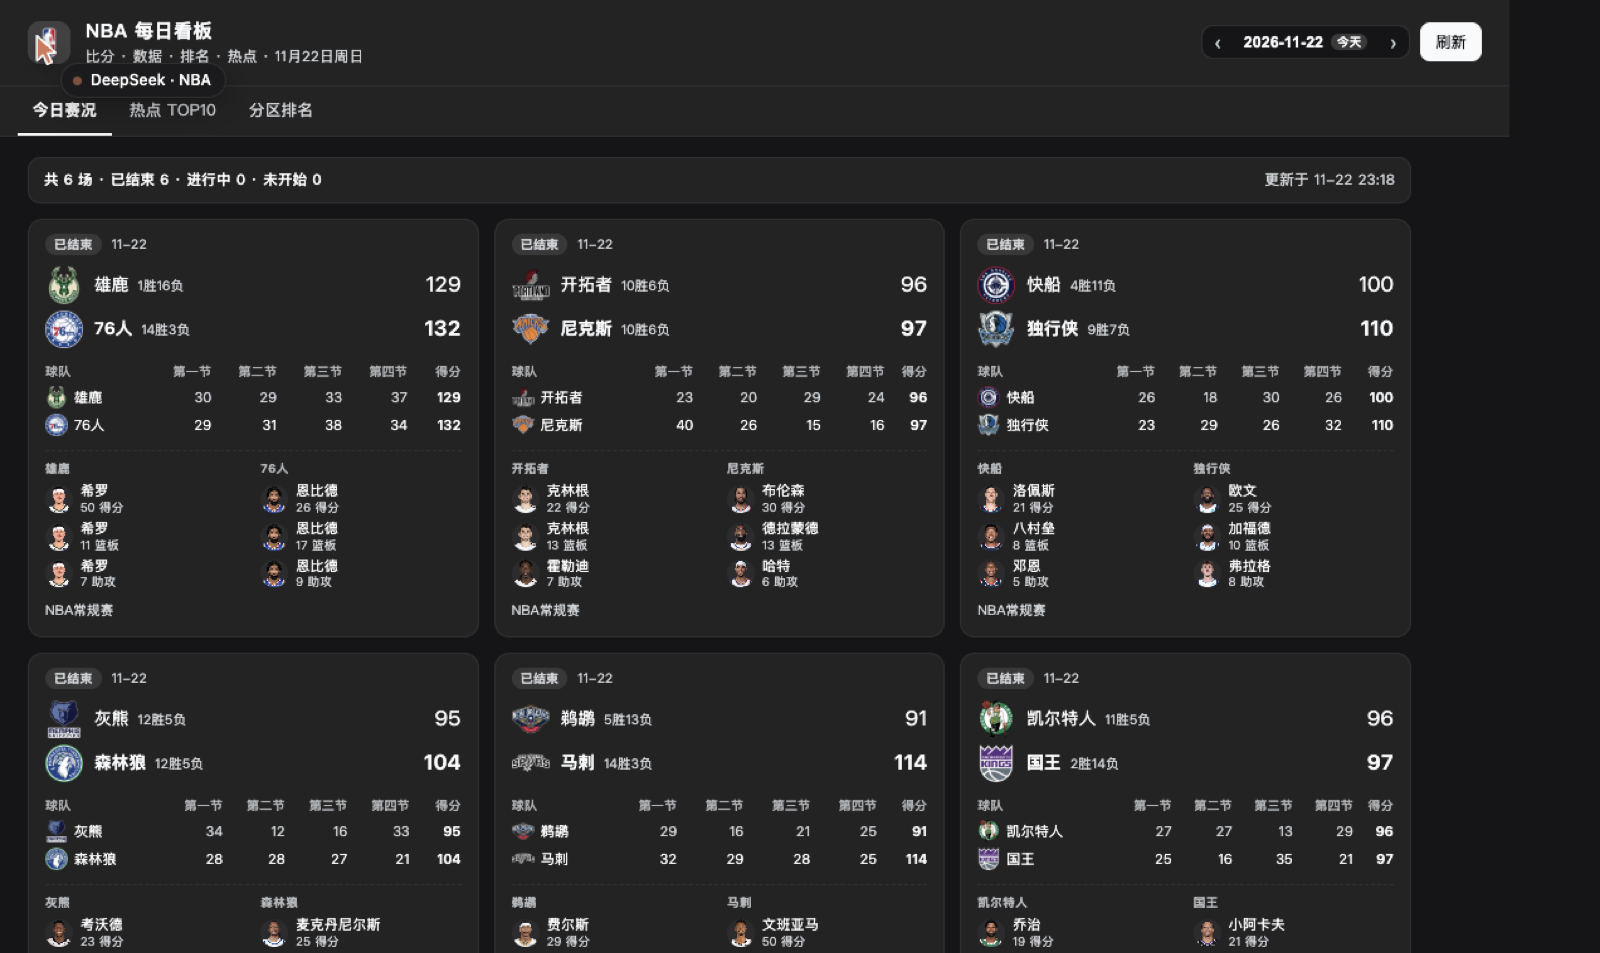 NBA 每日看板
比分 · 数据 · 排名 · 热点 · 11月22日周日
‹ 2026-11-22 今天 ›
刷新
DeepSeek · NBA
今日赛况 热点 TOP10 分区排名
共 6 场 · 已结束 6 · 进行中 0 · 未开始 0
更新于 11-22 23:18
已结束 11-22
雄鹿 1胜16负 129
76人 14胜3负 132
球队 第一节 第二节 第三节 第四节 得分
雄鹿 30 29 33 37 129
76人 29 31 38 34 132
雄鹿 76人
希罗 恩比德
50 得分 26 得分
希罗 恩比德
11 篮板 17 篮板
希罗 恩比德
7 助攻 9 助攻
NBA常规赛
已结束 11-22
开拓者 10胜6负 96
尼克斯 10胜6负 97
球队 第一节 第二节 第三节 第四节 得分
开拓者 23 20 29 24 96
尼克斯 40 26 15 16 97
开拓者 尼克斯
克林根 布伦森
22 得分 30 得分
克林根 德拉蒙德
13 篮板 13 篮板
霍勒迪 哈特
7 助攻 6 助攻
NBA常规赛
已结束 11-22
快船 4胜11负 100
独行侠 9胜7负 110
球队 第一节 第二节 第三节 第四节 得分
快船 26 18 30 26 100
独行侠 23 29 26 32 110
快船 独行侠
洛佩斯 欧文
21 得分 25 得分
八村塁 加福德
8 篮板 10 篮板
邓恩 弗拉格
5 助攻 8 助攻
NBA常规赛
已结束 11-22
灰熊 12胜5负 95
森林狼 12胜5负 104
球队 第一节 第二节 第三节 第四节 得分
灰熊 34 12 16 33 95
森林狼 28 28 27 21 104
灰熊 森林狼
考沃德 麦克丹尼尔斯
23 得分 25 得分
已结束 11-22
鹈鹕 5胜13负 91
马刺 14胜3负 114
球队 第一节 第二节 第三节 第四节 得分
鹈鹕 29 16 21 25 91
马刺 32 29 28 25 114
鹈鹕 马刺
费尔斯 文班亚马
29 得分 50 得分
已结束 11-22
凯尔特人 11胜5负 96
国王 2胜14负 97
球队 第一节 第二节 第三节 第四节 得分
凯尔特人 27 27 13 29 96
国王 25 16 35 21 97
凯尔特人 国王
乔治 小阿卡夫
19 得分 21 得分